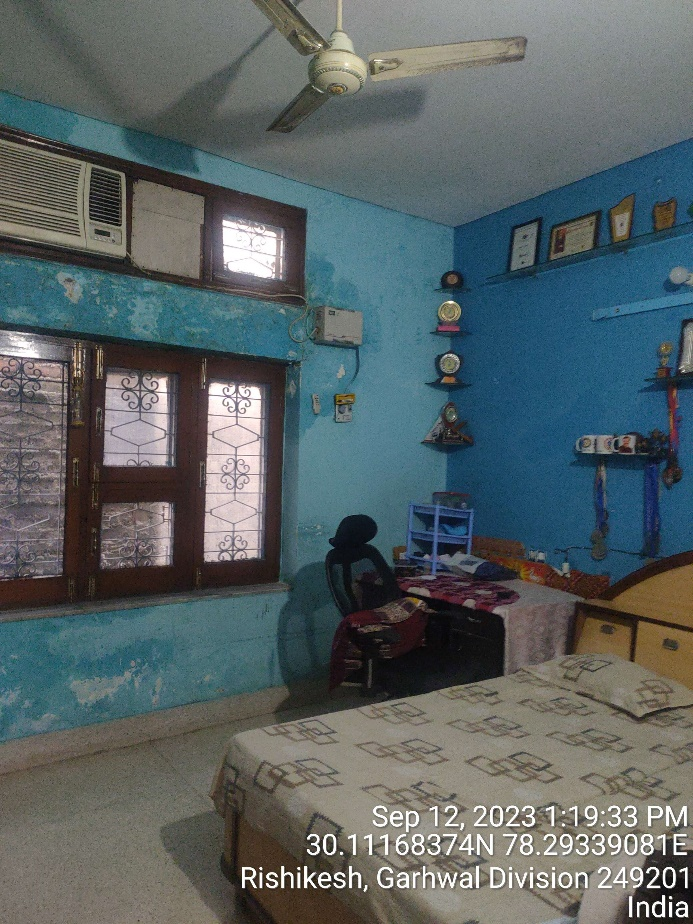 Sep 12, 2023 1:19:33 PM
30.11168374N 78.29339081E
Rishikesh, Garhwal Division 249201
India